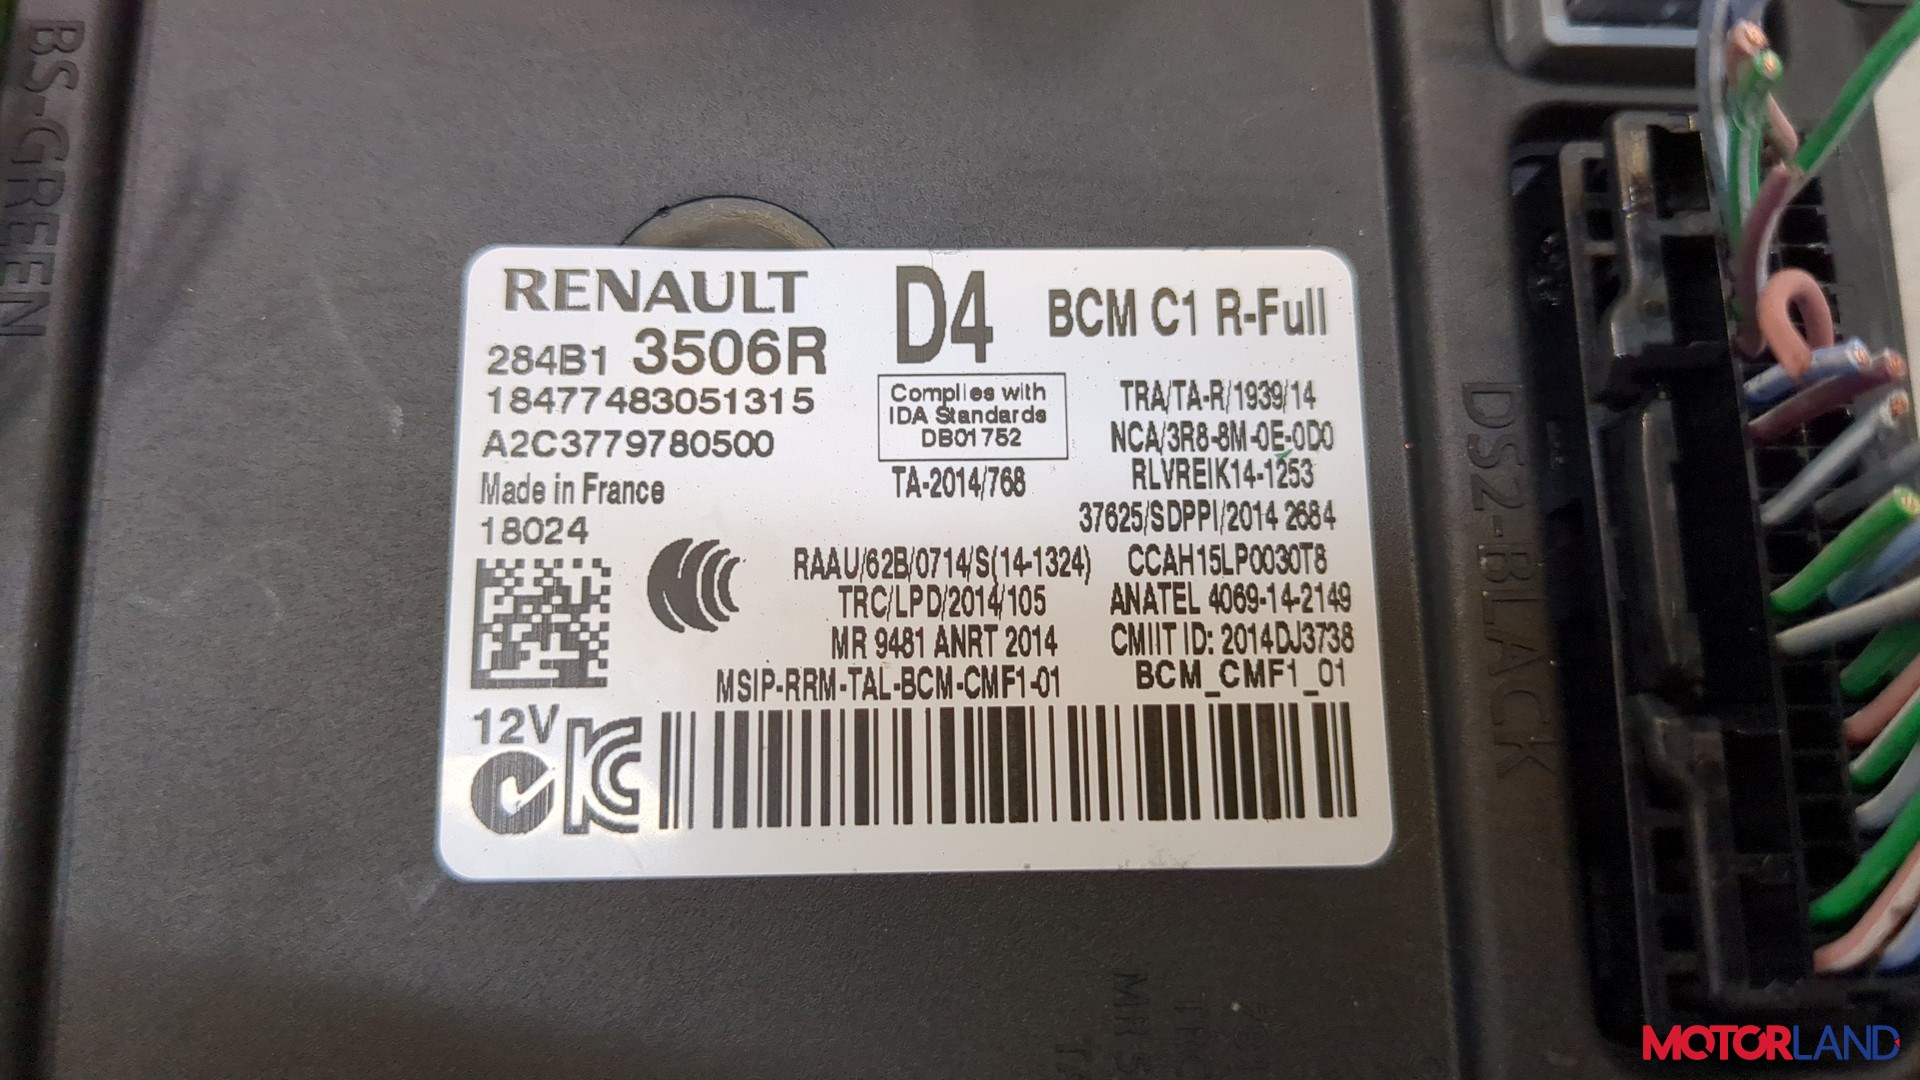 BS-GREEN
RENAULT
D4
BCM C1 R-Full
284B1 3506R
18477483051315
A2C3779780500
Made in France
18024
Complies with
IDA Standards
DB01752
TA-2014/768
TRA/TA-R/1939/14
NCA/3R8-8M-0E-0D0
RLVREIK14-1253
37625/SDPPI/2014 2684
RAAU/62B/0714/S(14-1324)
CCAH15LP0030T8
TRC/LPD/2014/105
ANATEL 4069-14-2149
MR 9481 ANRT 2014
CMIIT ID: 2014DJ3738
MSIP-RRM-TAL-BCM-CMF1-01
BCM_CMF1_01
12V
DS2-BLACK
MOTORLAND